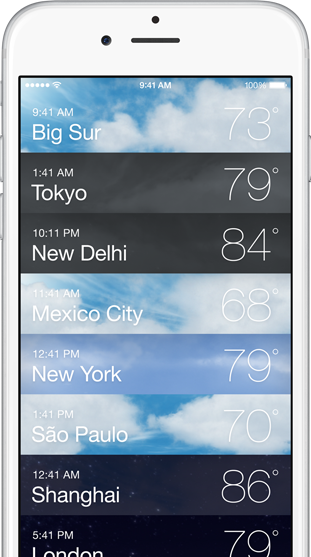 9:41 AM
100%
9:41 AM
Big Sur
73°
1:41 AM
Tokyo
79°
10:11 PM
New Delhi
84°
11:41 AM
Mexico City
68°
12:41 PM
New York
79°
1:41 PM
São Paulo
70°
12:41 AM
Shanghai
86°
5:41 PM
London
79°